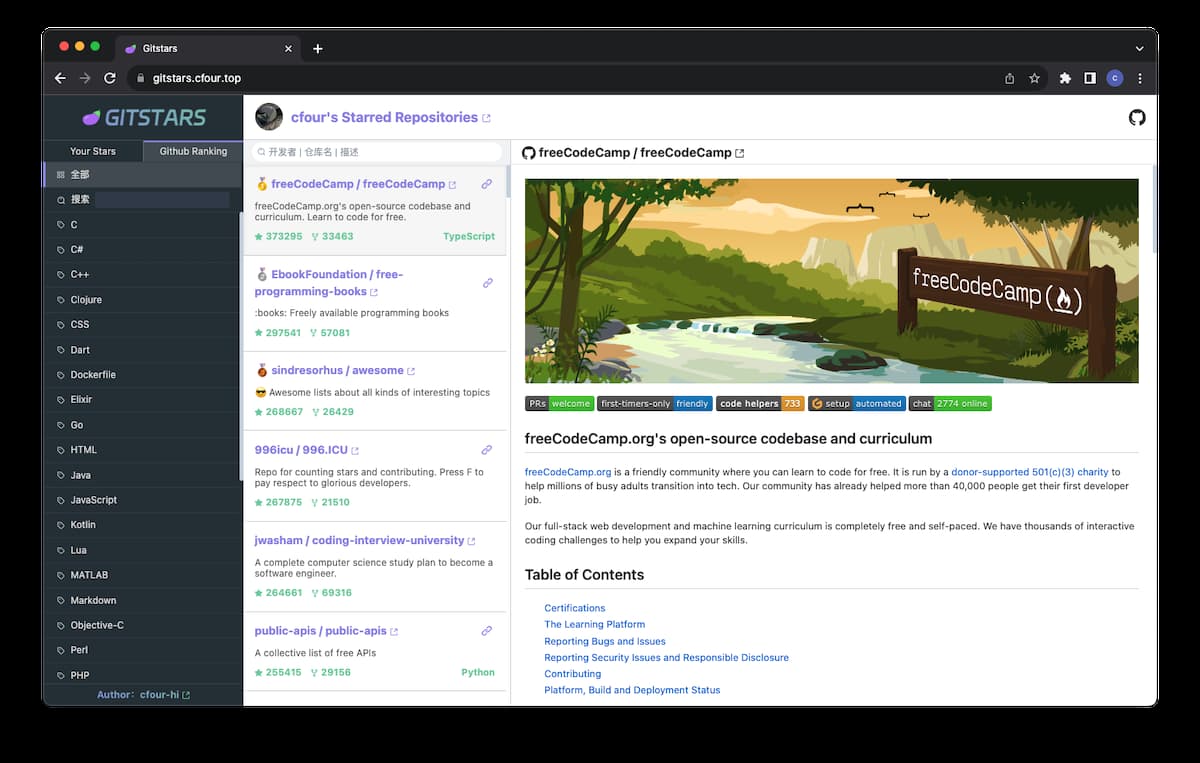 Gitstars
gitstars.cfour.top
C
GITSTARS
Your Stars
Github Ranking
全部
搜索
C
C#
C++
Clojure
CSS
Dart
Dockerfile
Elixir
Go
HTML
Java
JavaScript
Kotlin
Lua
MATLAB
Markdown
Objective-C
Perl
PHP
Author：cfour-hi
cfour's Starred Repositories
开发者 | 仓库名 | 描述
freeCodeCamp / freeCodeCamp
freeCodeCamp.org's open-source codebase and
curriculum. Learn to code for free.
373295 33463 TypeScript
EbookFoundation / free-
programming-books
:books: Freely available programming books
297541 57081
sindresorhus / awesome
😎 Awesome lists about all kinds of interesting topics
268667 26429
996icu / 996.ICU
Repo for counting stars and contributing. Press F to
pay respect to glorious developers.
267875 21510
jwasham / coding-interview-university
A complete computer science study plan to become a
software engineer.
264661 69316
public-apis / public-apis
A collective list of free APIs
255415 29156 Python
freeCodeCamp / freeCodeCamp
freeCodeCamp
PRs welcome first-timers-only friendly code helpers 733 setup automated chat 2774 online
freeCodeCamp.org's open-source codebase and curriculum
freeCodeCamp.org is a friendly community where you can learn to code for free. It is run by a donor-supported 501(c)(3) charity to
help millions of busy adults transition into tech. Our community has already helped more than 40,000 people get their first developer
job.
Our full-stack web development and machine learning curriculum is completely free and self-paced. We have thousands of interactive
coding challenges to help you expand your skills.
Table of Contents
Certifications
The Learning Platform
Reporting Bugs and Issues
Reporting Security Issues and Responsible Disclosure
Contributing
Platform, Build and Deployment Status